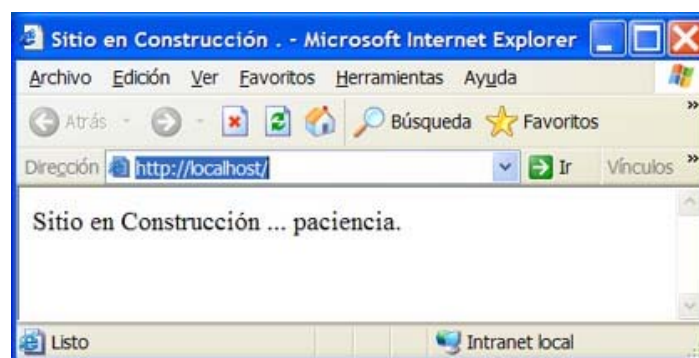 Sitio en Construcción . - Microsoft Internet Explorer
Archivo Edición Ver Favoritos Herramientas Ayuda
Atrás Búsqueda Favoritos »
Dirección http://localhost/ Ir Vínculos »
Sitio en Construcción ... paciencia.
Listo Intranet local